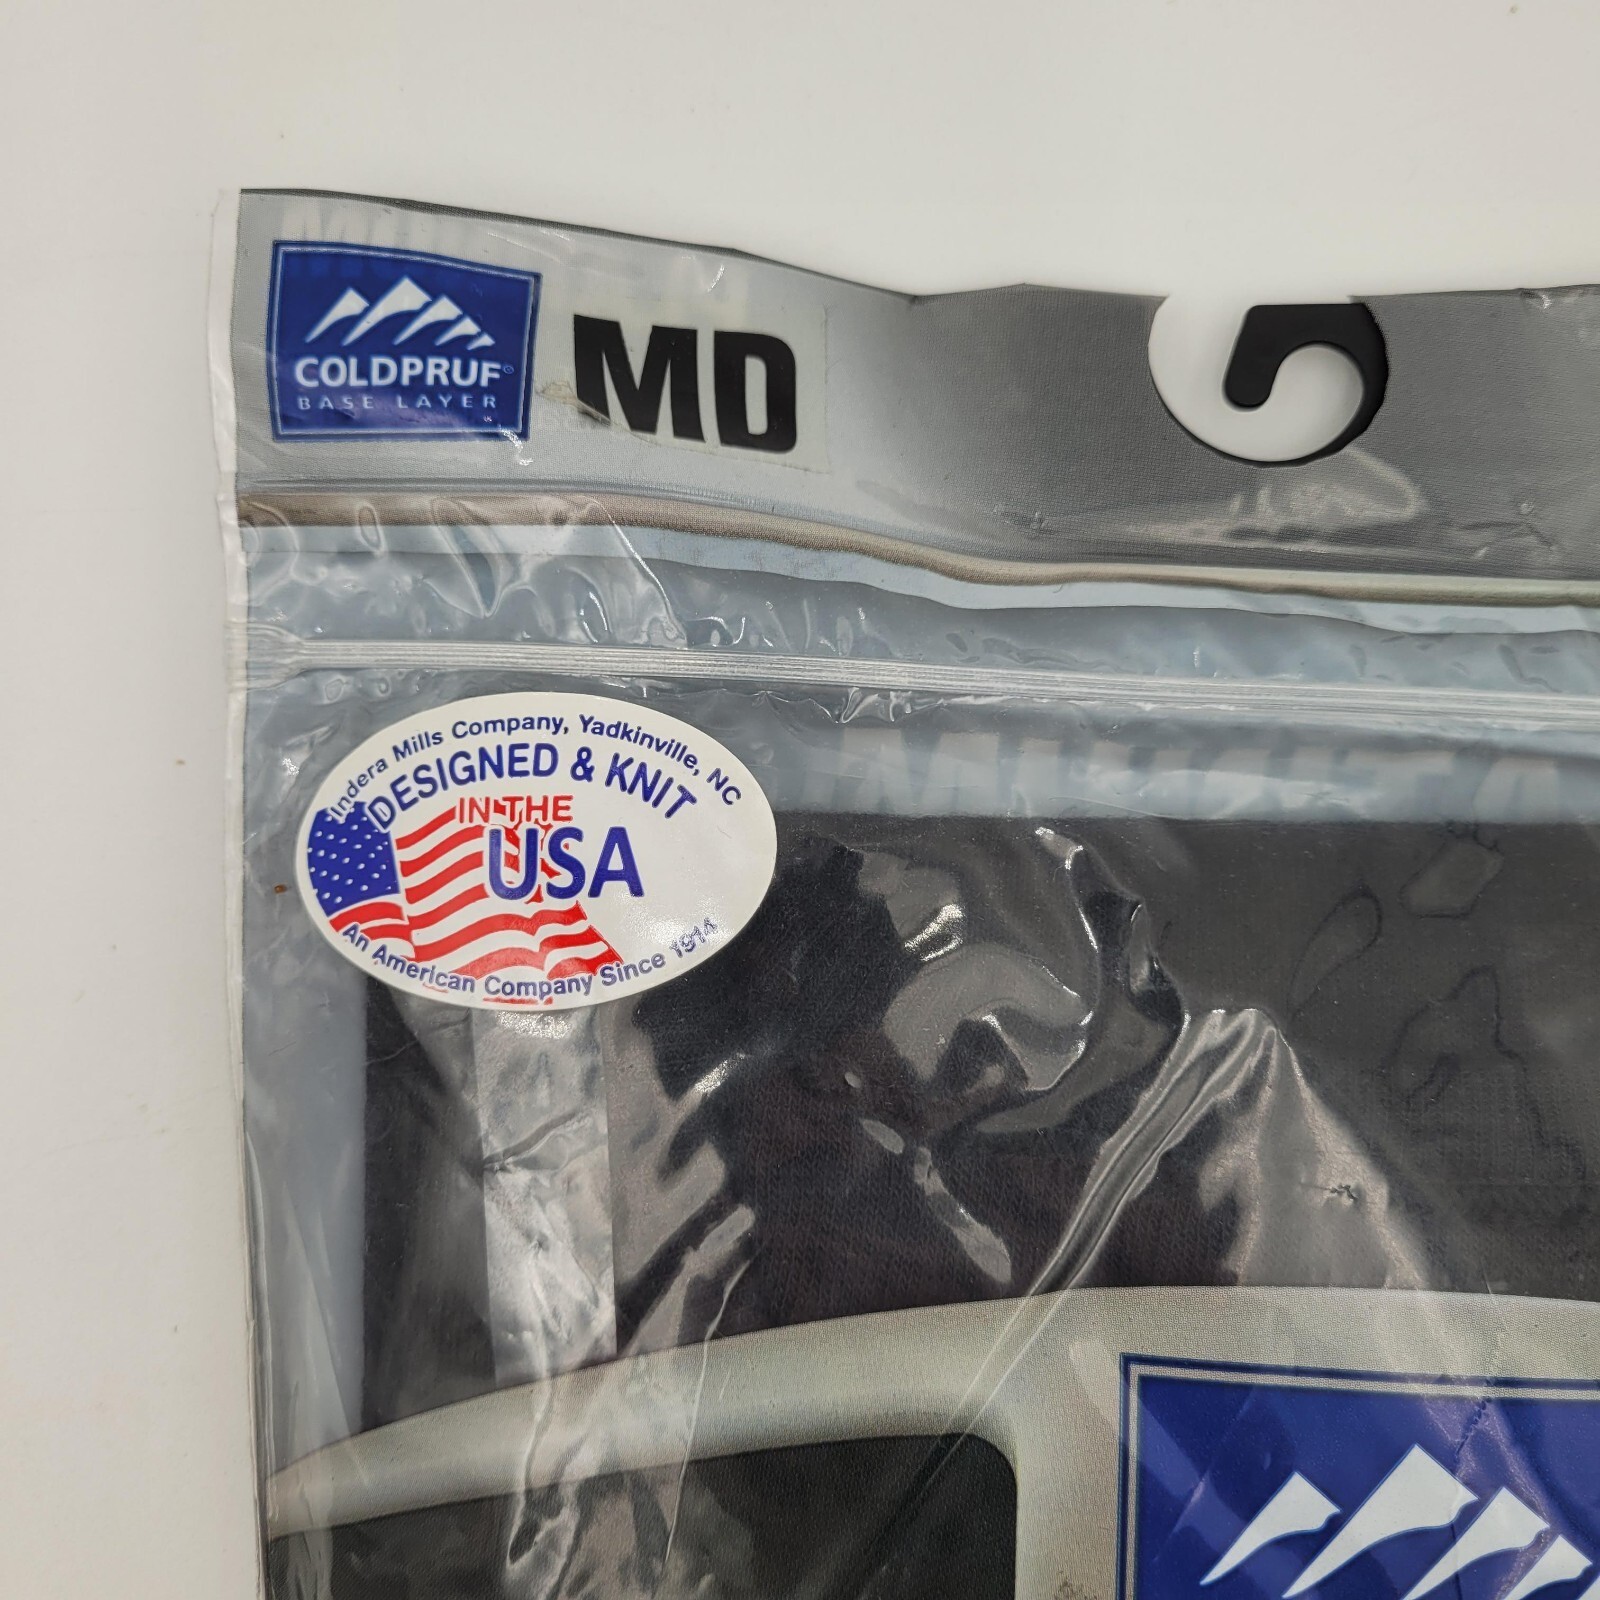 COLDPRUF®
BASE LAYER
MD
Indera Mills Company, Yadkinville, NC
DESIGNED & KNIT
IN THE
USA
An American Company Since 1914